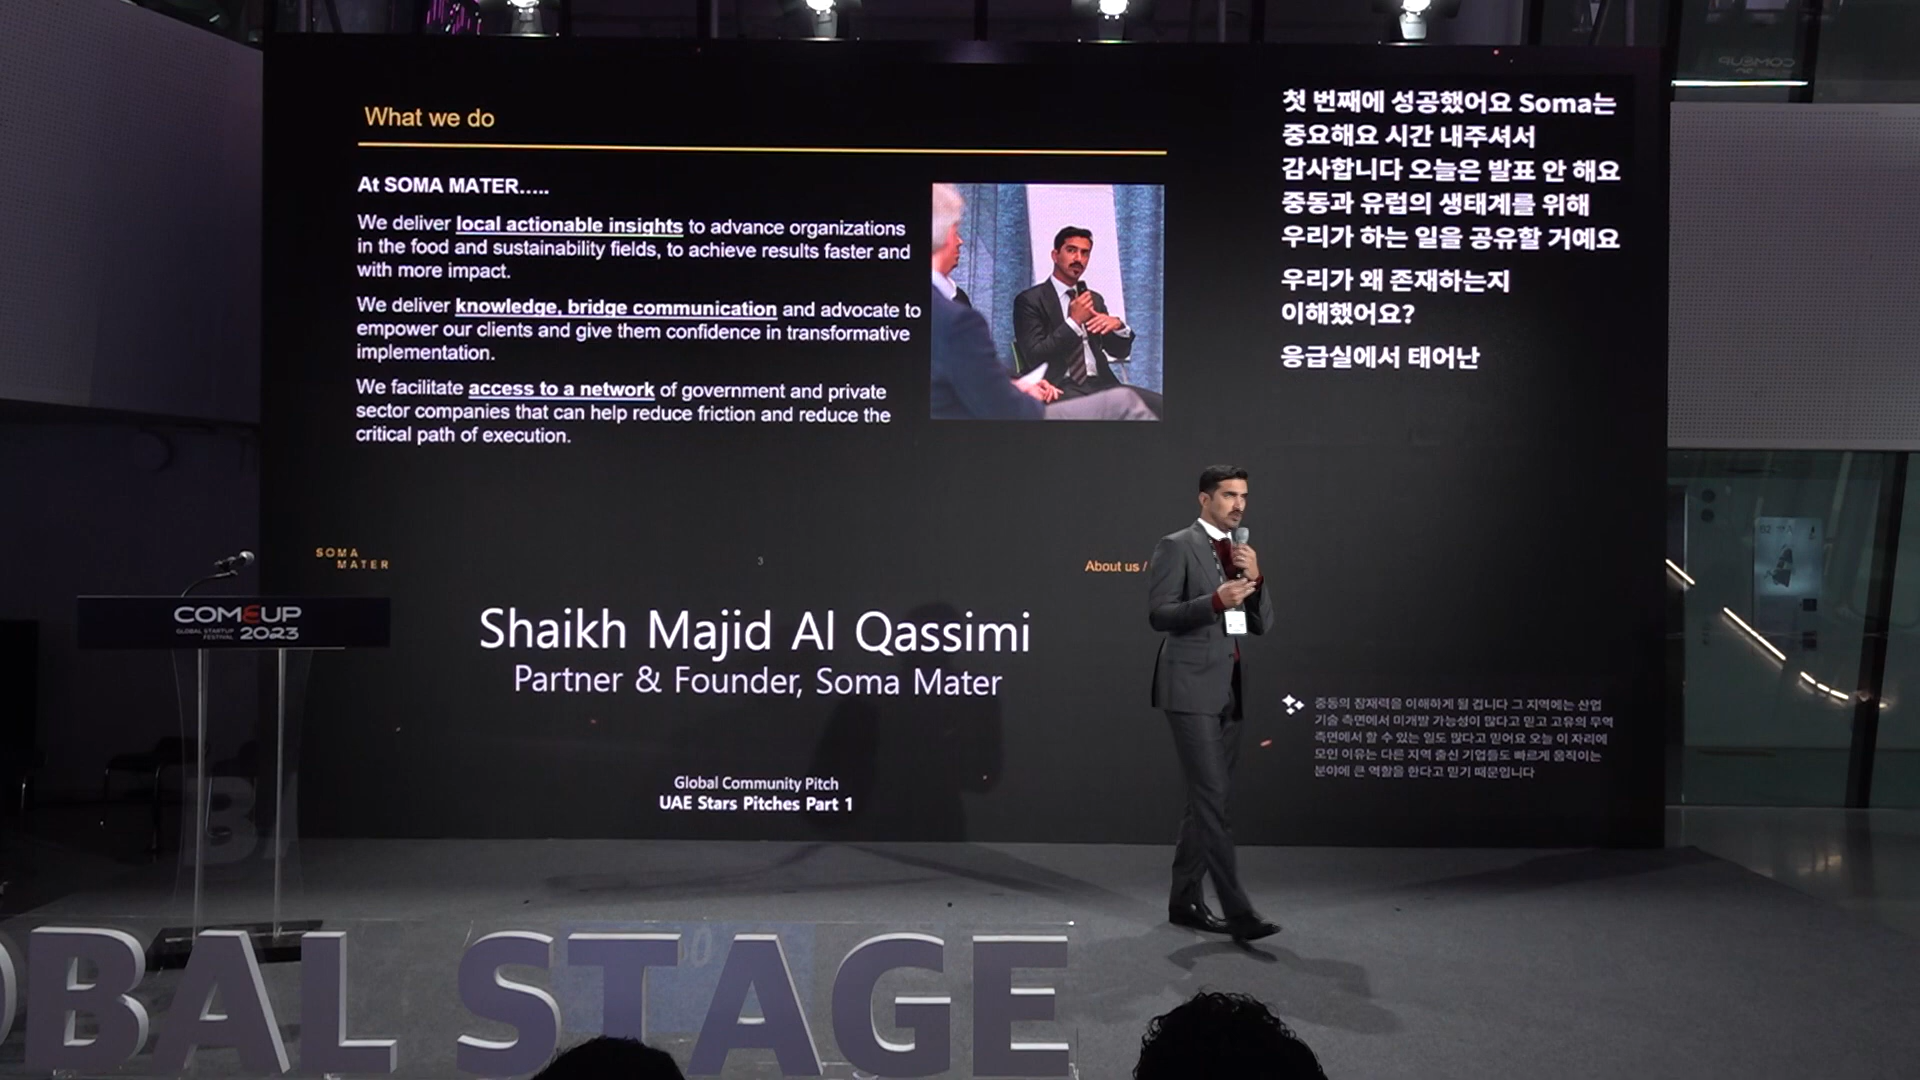 What we do
At SOMA MATER.....
We deliver local actionable insights to advance organizations
in the food and sustainability fields, to achieve results faster and
with more impact.
We deliver knowledge, bridge communication and advocate to
empower our clients and give them confidence in transformative
implementation.
We facilitate access to a network of government and private
sector companies that can help reduce friction and reduce the
critical path of execution.
SOMA
MATER
3
About us /
첫 번째에 성공했어요 Soma는
중요해요 시간 내주셔서
감사합니다 오늘은 발표 안 해요
중동과 유럽의 생태계를 위해
우리가 하는 일을 공유할 거예요
우리가 왜 존재하는지
이해했어요?
응급실에서 태어난
Shaikh Majid Al Qassimi
Partner & Founder, Soma Mater
Global Community Pitch
UAE Stars Pitches Part 1
중동의 잠재력을 이해하게 될 겁니다 그 지역에는 산업
기술 측면에서 미개발 가능성이 많다고 믿고 고유의 무역
측면에서 할 수 있는 일도 많다고 믿어요 오늘 이 자리에
모인 이유는 다른 지역 출신 기업들도 빠르게 움직이는
분야에 큰 역할을 한다고 믿기 때문입니다
COMEUP
GLOBAL STARTUP
FESTIVAL
2023
OBAL STAGE